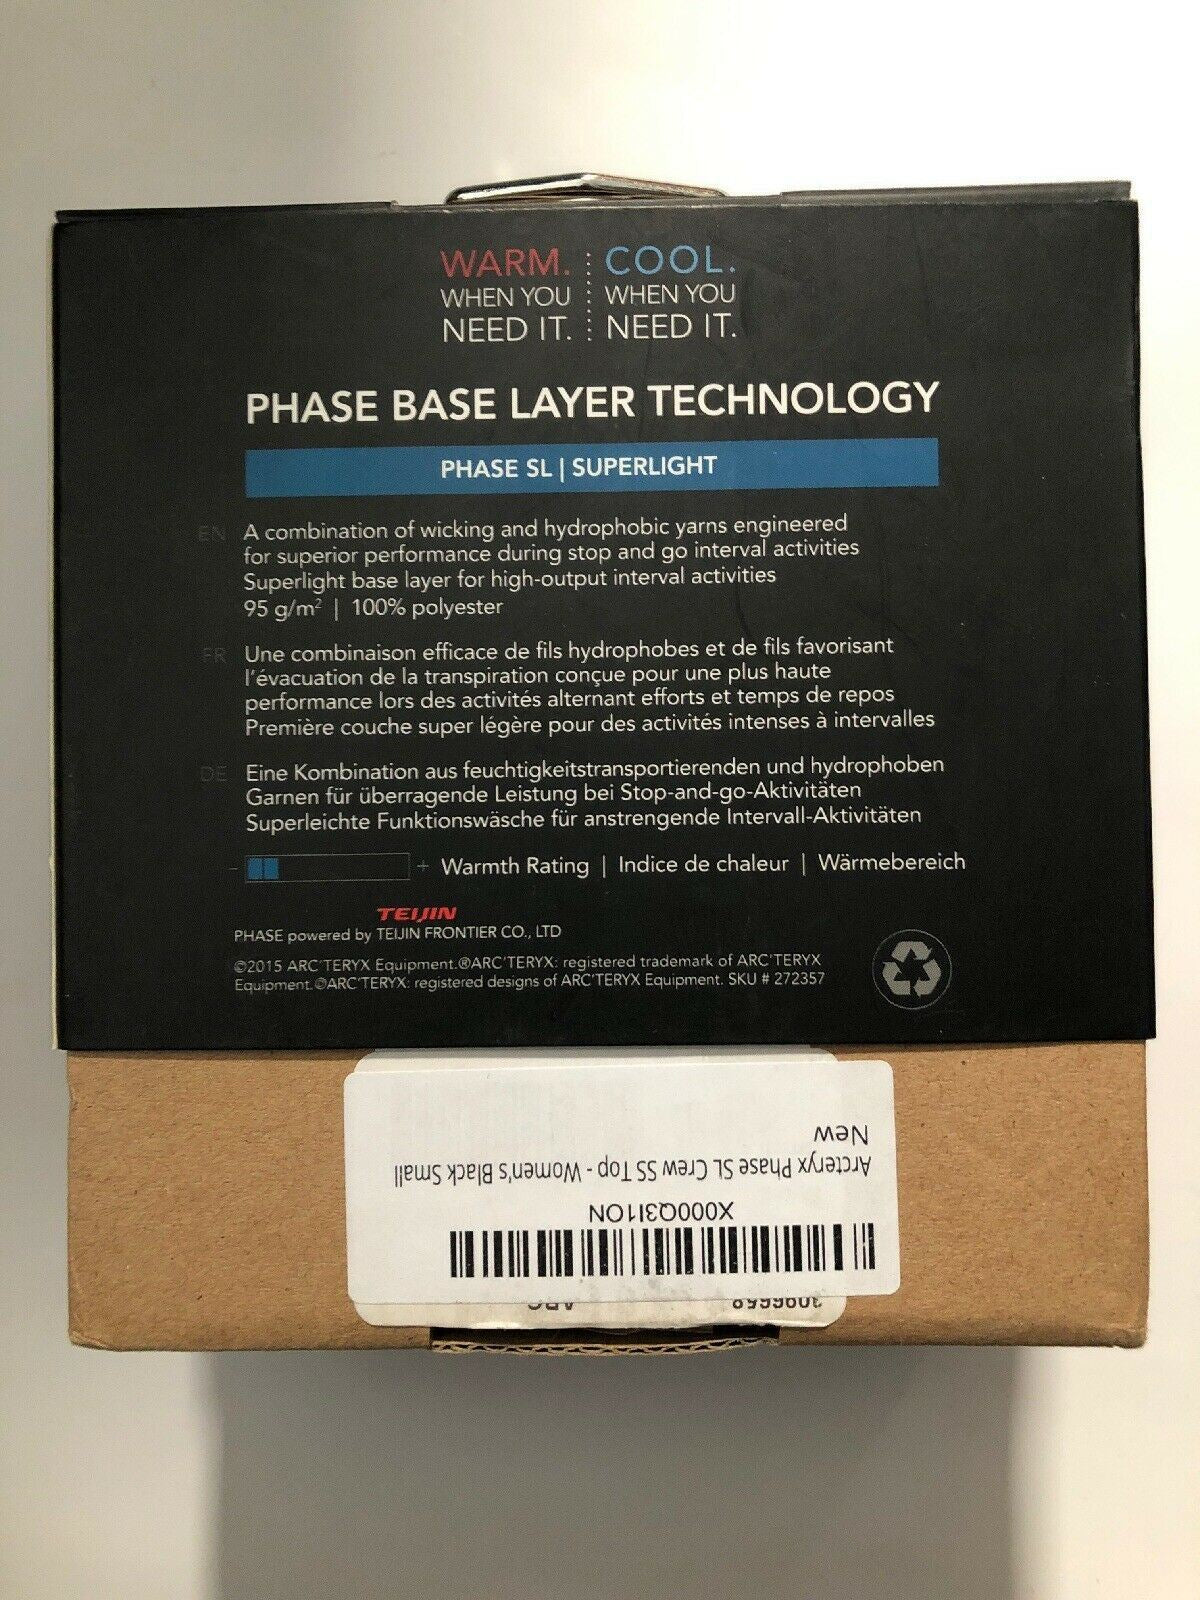 WARM. COOL.
WHEN YOU WHEN YOU
NEED IT. NEED IT.
PHASE BASE LAYER TECHNOLOGY
PHASE SL | SUPERLIGHT
EN A combination of wicking and hydrophobic yarns engineered
for superior performance during stop and go interval activities
Superlight base layer for high-output interval activities
95 g/m² | 100% polyester
FR Une combinaison efficace de fils hydrophobes et de fils favorisant
l'évacuation de la transpiration conçue pour une plus haute
performance lors des activités alternant efforts et temps de repos
Première couche super légère pour des activités intenses à intervalles
DE Eine Kombination aus feuchtigkeitstransportierenden und hydrophoben
Garnen für überragende Leistung bei Stop-and-go-Aktivitäten
Superleichte Funktionswäsche für anstrengende Intervall-Aktivitäten
- + Warmth Rating | Indice de chaleur | Wärmebereich
TEIJIN
PHASE powered by TEIJIN FRONTIER CO., LTD
©2015 ARC'TERYX Equipment.®ARC'TERYX: registered trademark of ARC'TERYX
Equipment.ⒹARC'TERYX: registered designs of ARC'TERYX Equipment. SKU # 272357
X000Q3I1ON
Arcteryx Phase SL Crew SS Top - Women's Black Small
New